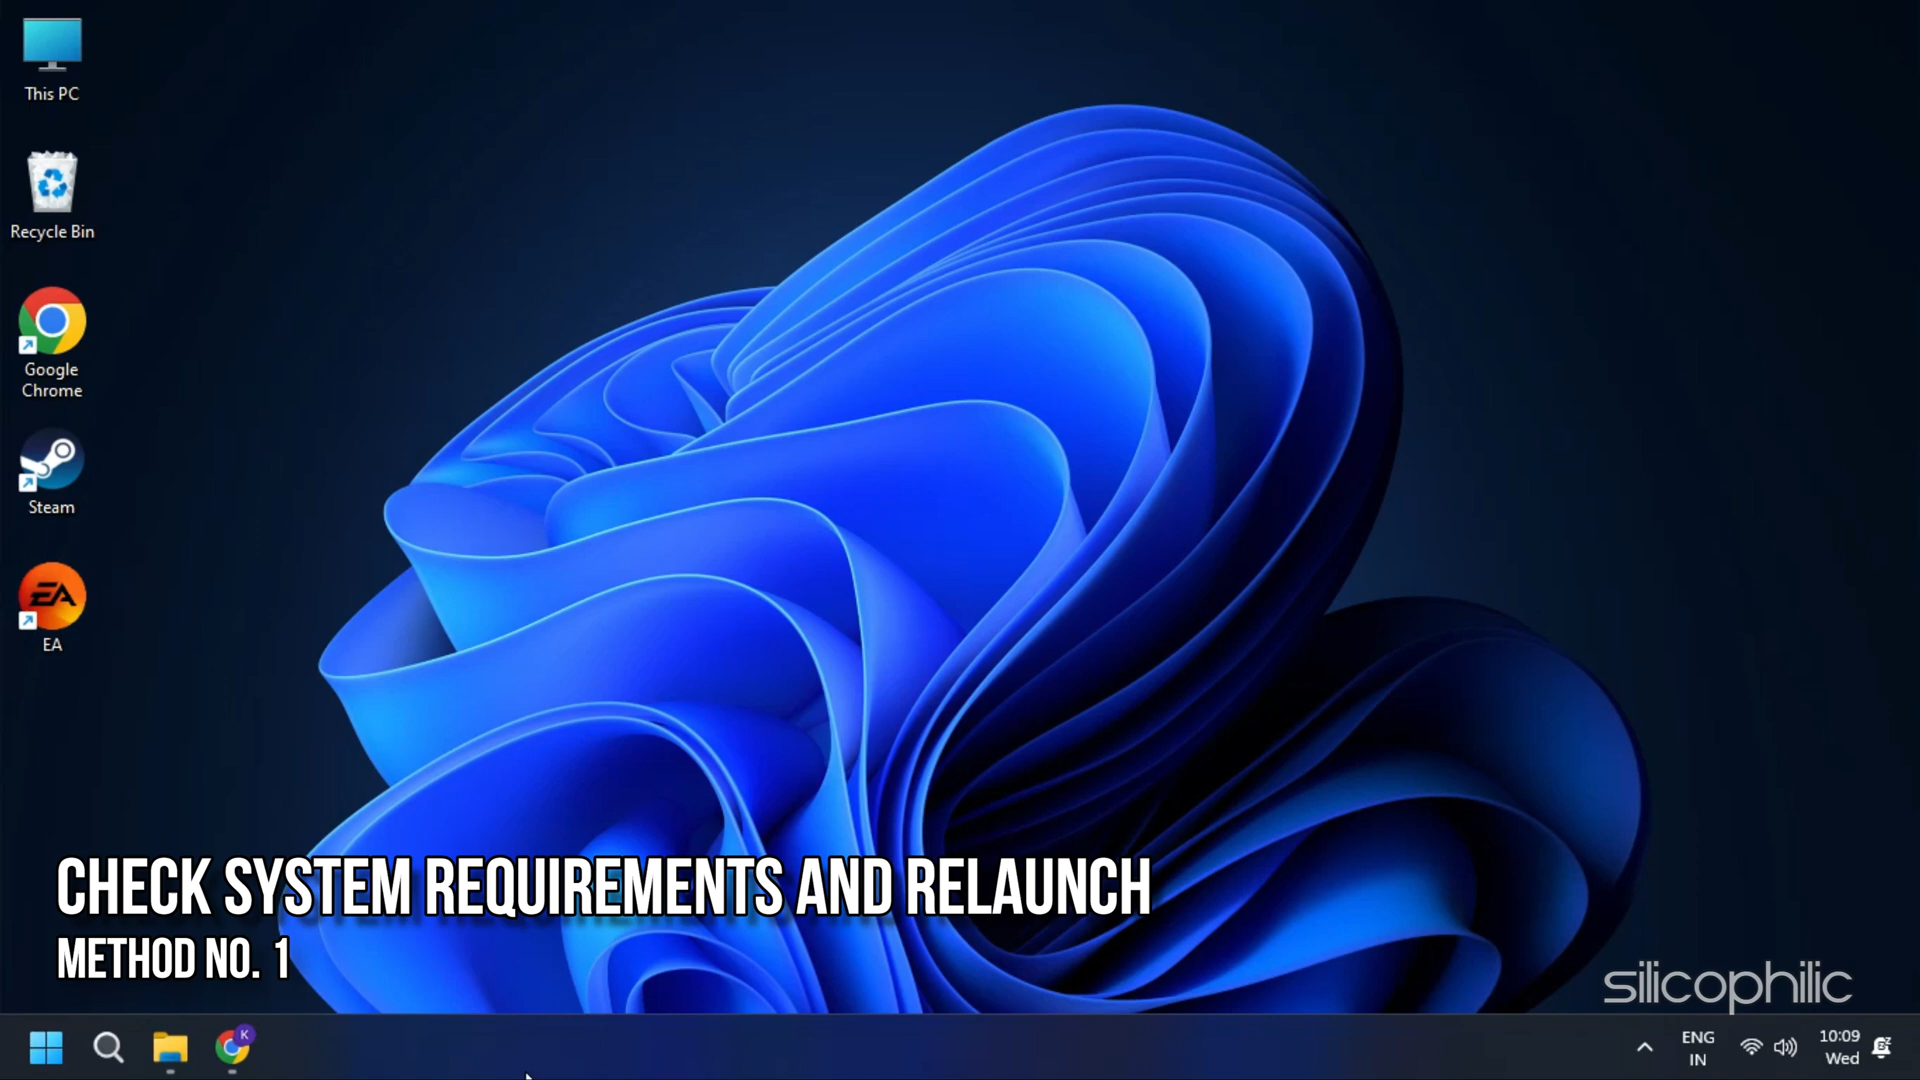 This PC
Recycle Bin
Google
Chrome
Steam
EA
EA
CHECK SYSTEM REQUIREMENTS AND RELAUNCH
METHOD NO. 1
silicophilic
K
ENG
IN
10:09
Wed